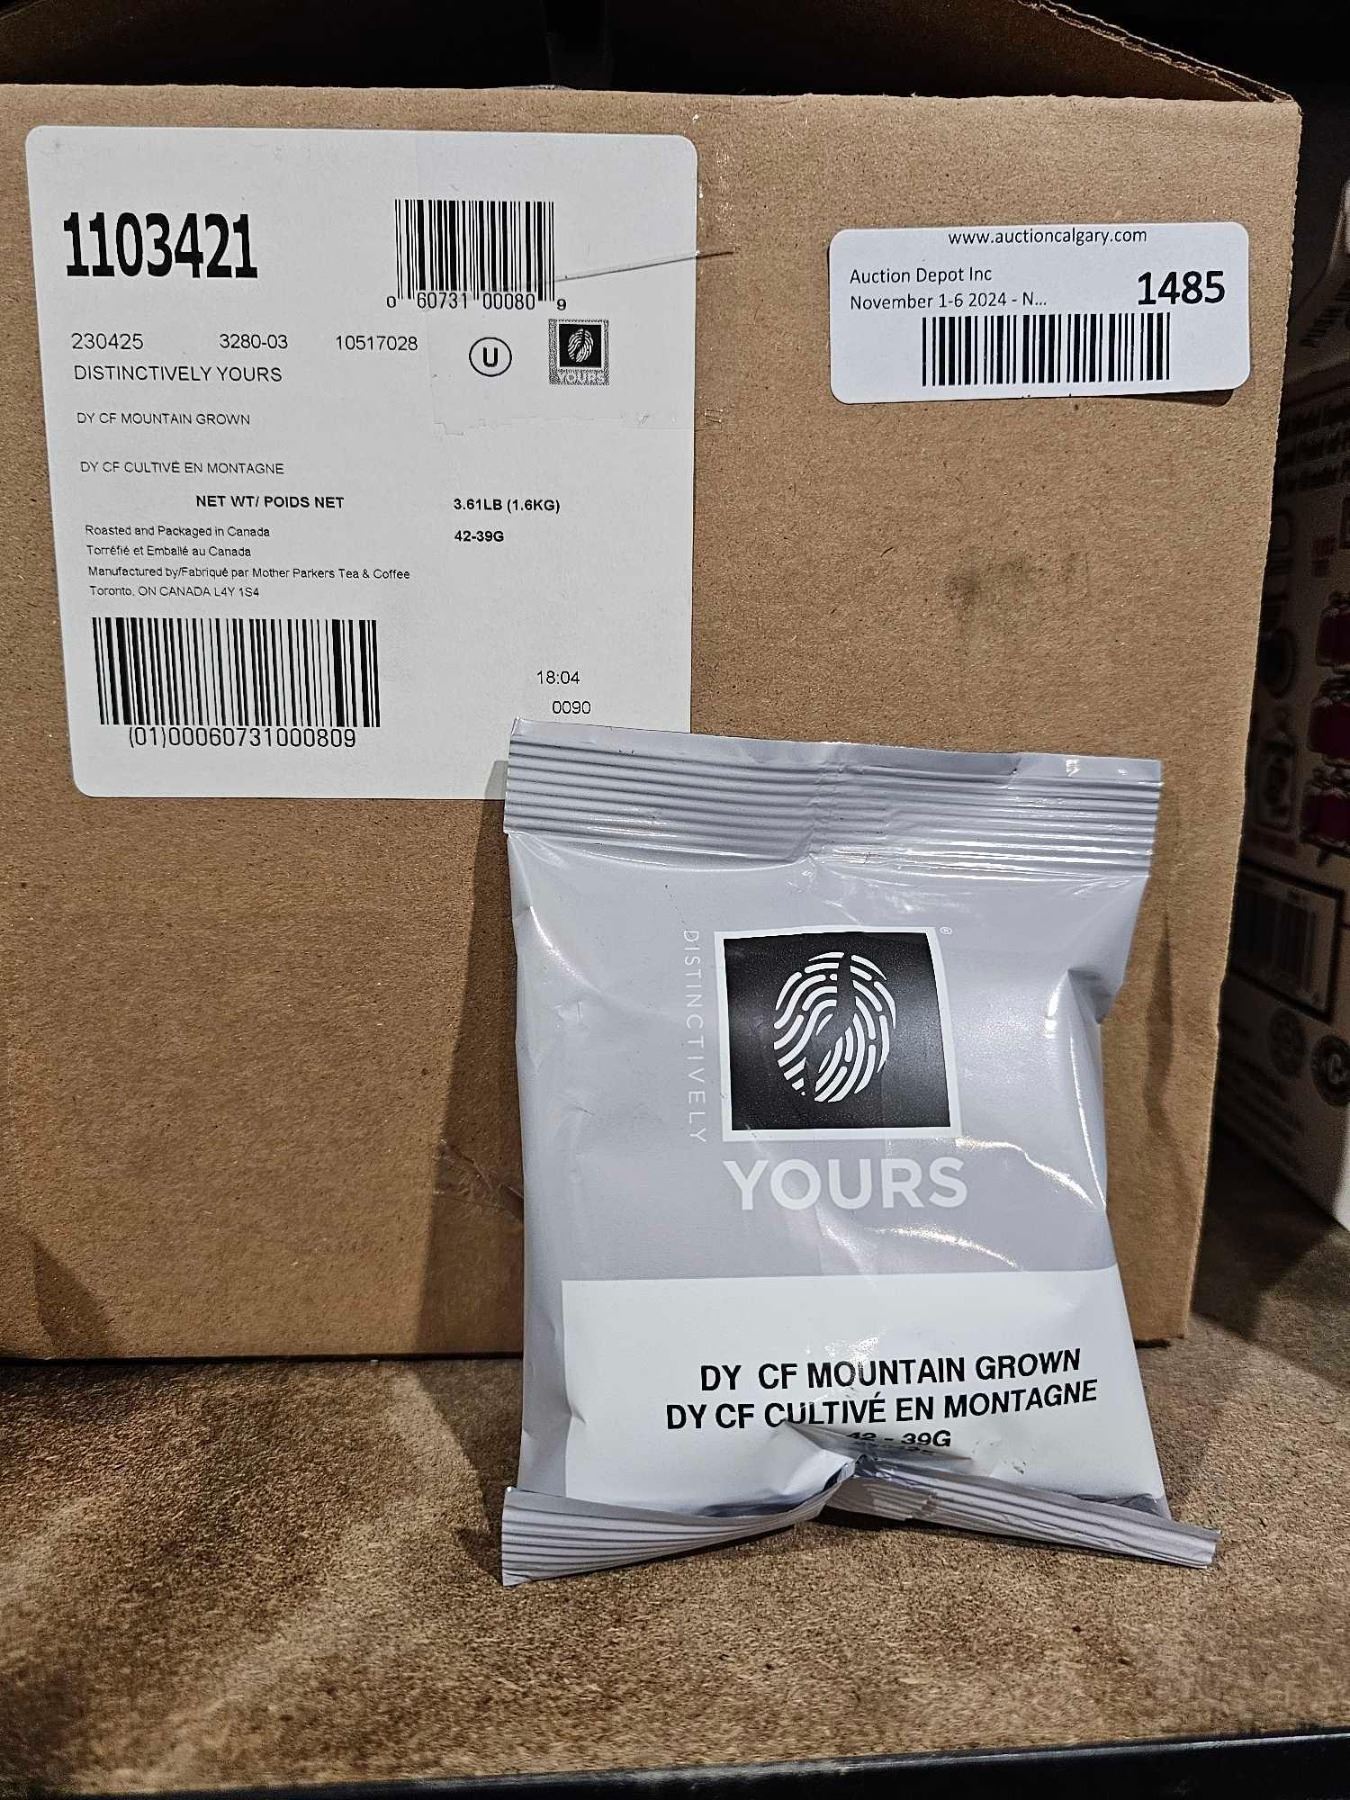 1103421
0 60731 00080 9
230425 3280-03 10517028
U
YOURS
DISTINCTIVELY YOURS
DY CF MOUNTAIN GROWN
DY CF CULTIVÉ EN MONTAGNE
NET WT/ POIDS NET 3.61LB (1.6KG)
Roasted and Packaged in Canada 42-39G
Torréfié et Emballé au Canada
Manufactured by/Fabriqué par Mother Parkers Tea & Coffee
Toronto, ON CANADA L4Y 1S4
18:04
0090
(01)00060731000809
www.auctioncalgary.com
Auction Depot Inc
1485
November 1-6 2024 - N...
DISTINCTIVELY
®
YOURS
DY CF MOUNTAIN GROWN
DY CF CULTIVÉ EN MONTAGNE
42 - 39G